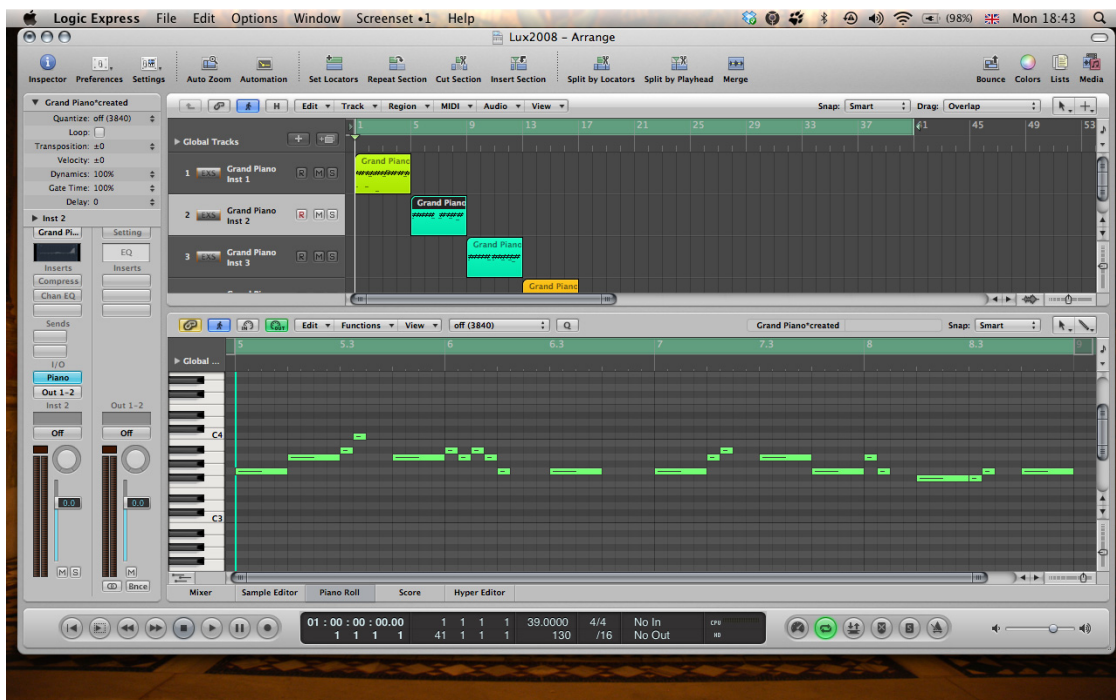 Logic Express File Edit Options Window Screenset •1 Help (98%) Mon 18:43
Lux2008 – Arrange
Inspector Preferences Settings Auto Zoom Automation Set Locators Repeat Section Cut Section Insert Section Split by Locators Split by Playhead Merge Bounce Colors Lists Media
Grand Piano*created
Quantize: off (3840)
Loop:
Transposition: ±0
Velocity: ±0
Dynamics: 100%
Gate Time: 100%
Delay: 0
Inst 2
Grand Pi... Setting
EQ
Inserts Inserts
Compress
Chan EQ
Sends
I/O
Piano
Out 1-2
Inst 2 Out 1-2
Off Off
0.0 0.0
M S M
Bnce
H Edit Track Region MIDI Audio View Snap: Smart Drag: Overlap
Global Tracks
1 5 9 13 17 21 25 29 33 37 41 45 49 53
1 EXS Grand Piano R M S
Inst 1
Grand Piano
2 EXS Grand Piano R M S
Inst 2
Grand Piano
3 EXS Grand Piano R M S
Inst 3
Grand Piano
Grand Piano
OUT Edit Functions View off (3840) Q Grand Piano*created Snap: Smart
Global ...
5 5.3 6 6.3 7 7.3 8 8.3 9
C4
C3
Mixer Sample Editor Piano Roll Score Hyper Editor
01 : 00 : 00 : 00.00 1 1 1 1 39.0000 4/4 No In CPU
1 1 1 1 41 1 1 1 130 /16 No Out HD